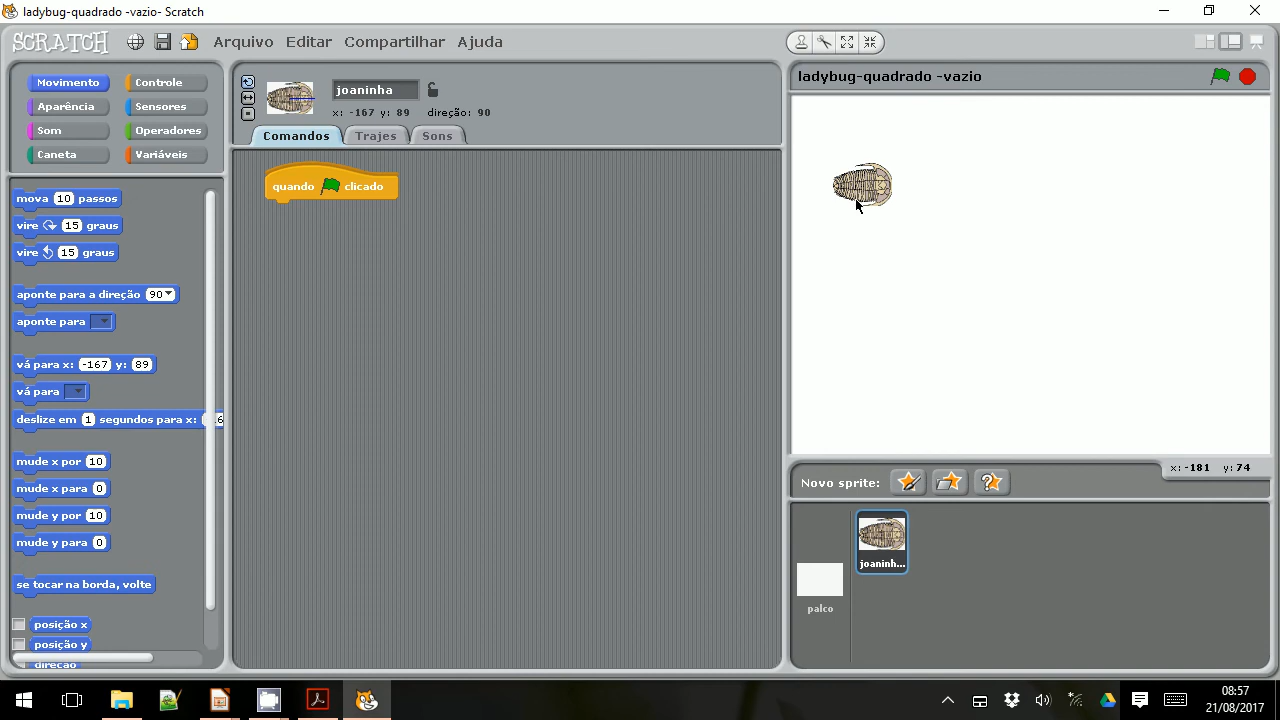 ladybug-quadrado -vazio- Scratch
SCRATCH
Arquivo Editar Compartilhar Ajuda
Movimento Controle
Aparência Sensores
Som Operadores
Caneta Variáveis
mova 10 passos
vire 15 graus
vire 15 graus
aponte para a direção 90
aponte para
vá para x: -167 y: 89
vá para
deslize em 1 segundos para x:
mude x por 10
mude x para 0
mude y por 10
mude y para 0
se tocar na borda, volte
posição x
posição y
direção
joaninha
x: -167 y: 89 direção: 90
Comandos Trajes Sons
quando clicado
ladybug-quadrado -vazio
x: -181 y: 74
Novo sprite:
joaninh...
palco
08:57
21/08/2017